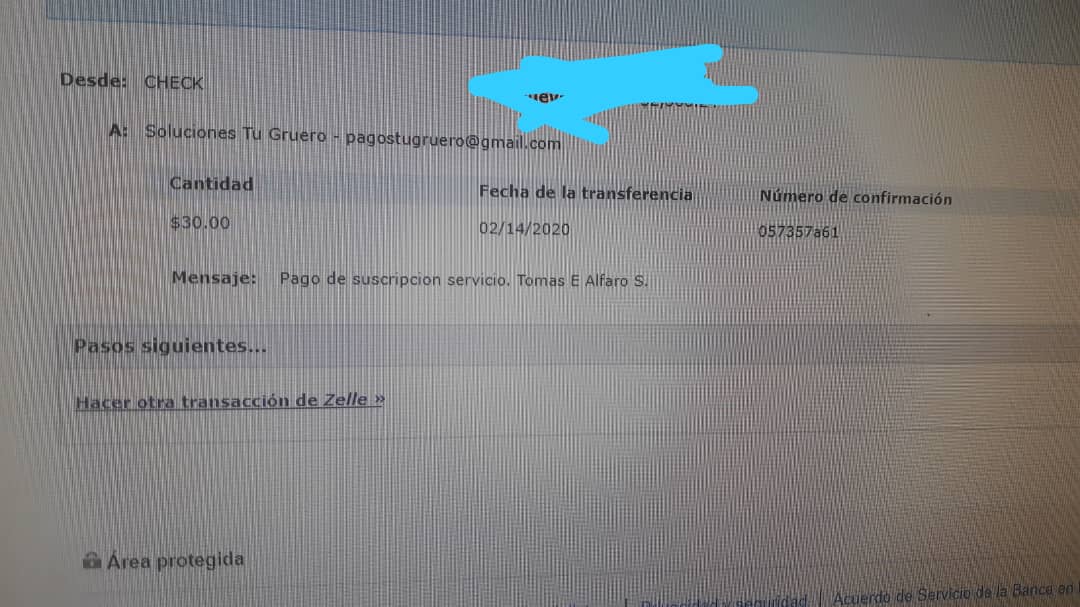 Desde: CHECK
A: Soluciones Tu Gruero - pagostugruero@gmail.com
Cantidad Fecha de la transferencia Número de confirmación
$30.00 02/14/2020 057357a61
Mensaje: Pago de suscripcion servicio. Tomas E Alfaro S.
Pasos siguientes...
Hacer otra transacción de Zelle »
Área protegida
Privacidad y seguridad | Acuerdo de Servicio de la Banca en